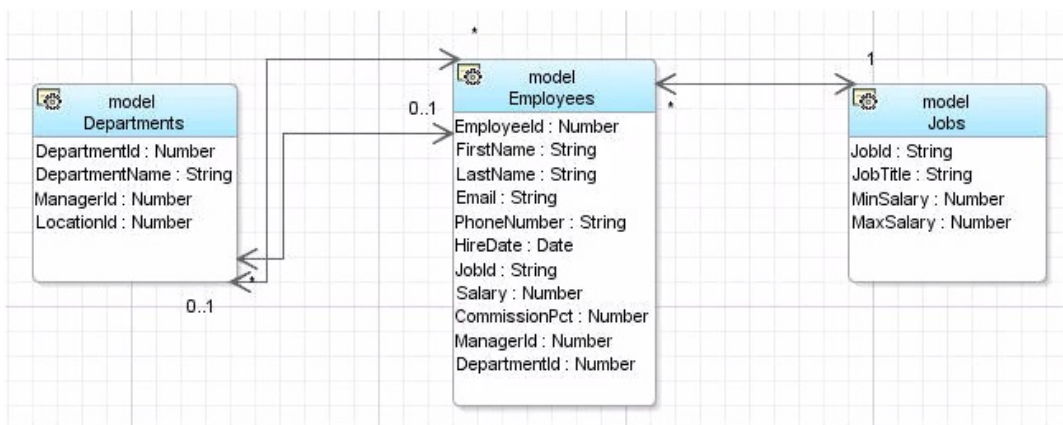 model
Departments
DepartmentId : Number
DepartmentName : String
ManagerId : Number
LocationId : Number
*
0..1
*
0..1
model
Employees
EmployeeId : Number
FirstName : String
LastName : String
Email : String
PhoneNumber : String
HireDate : Date
JobId : String
Salary : Number
CommissionPct : Number
ManagerId : Number
DepartmentId : Number
*
1
model
Jobs
JobId : String
JobTitle : String
MinSalary : Number
MaxSalary : Number